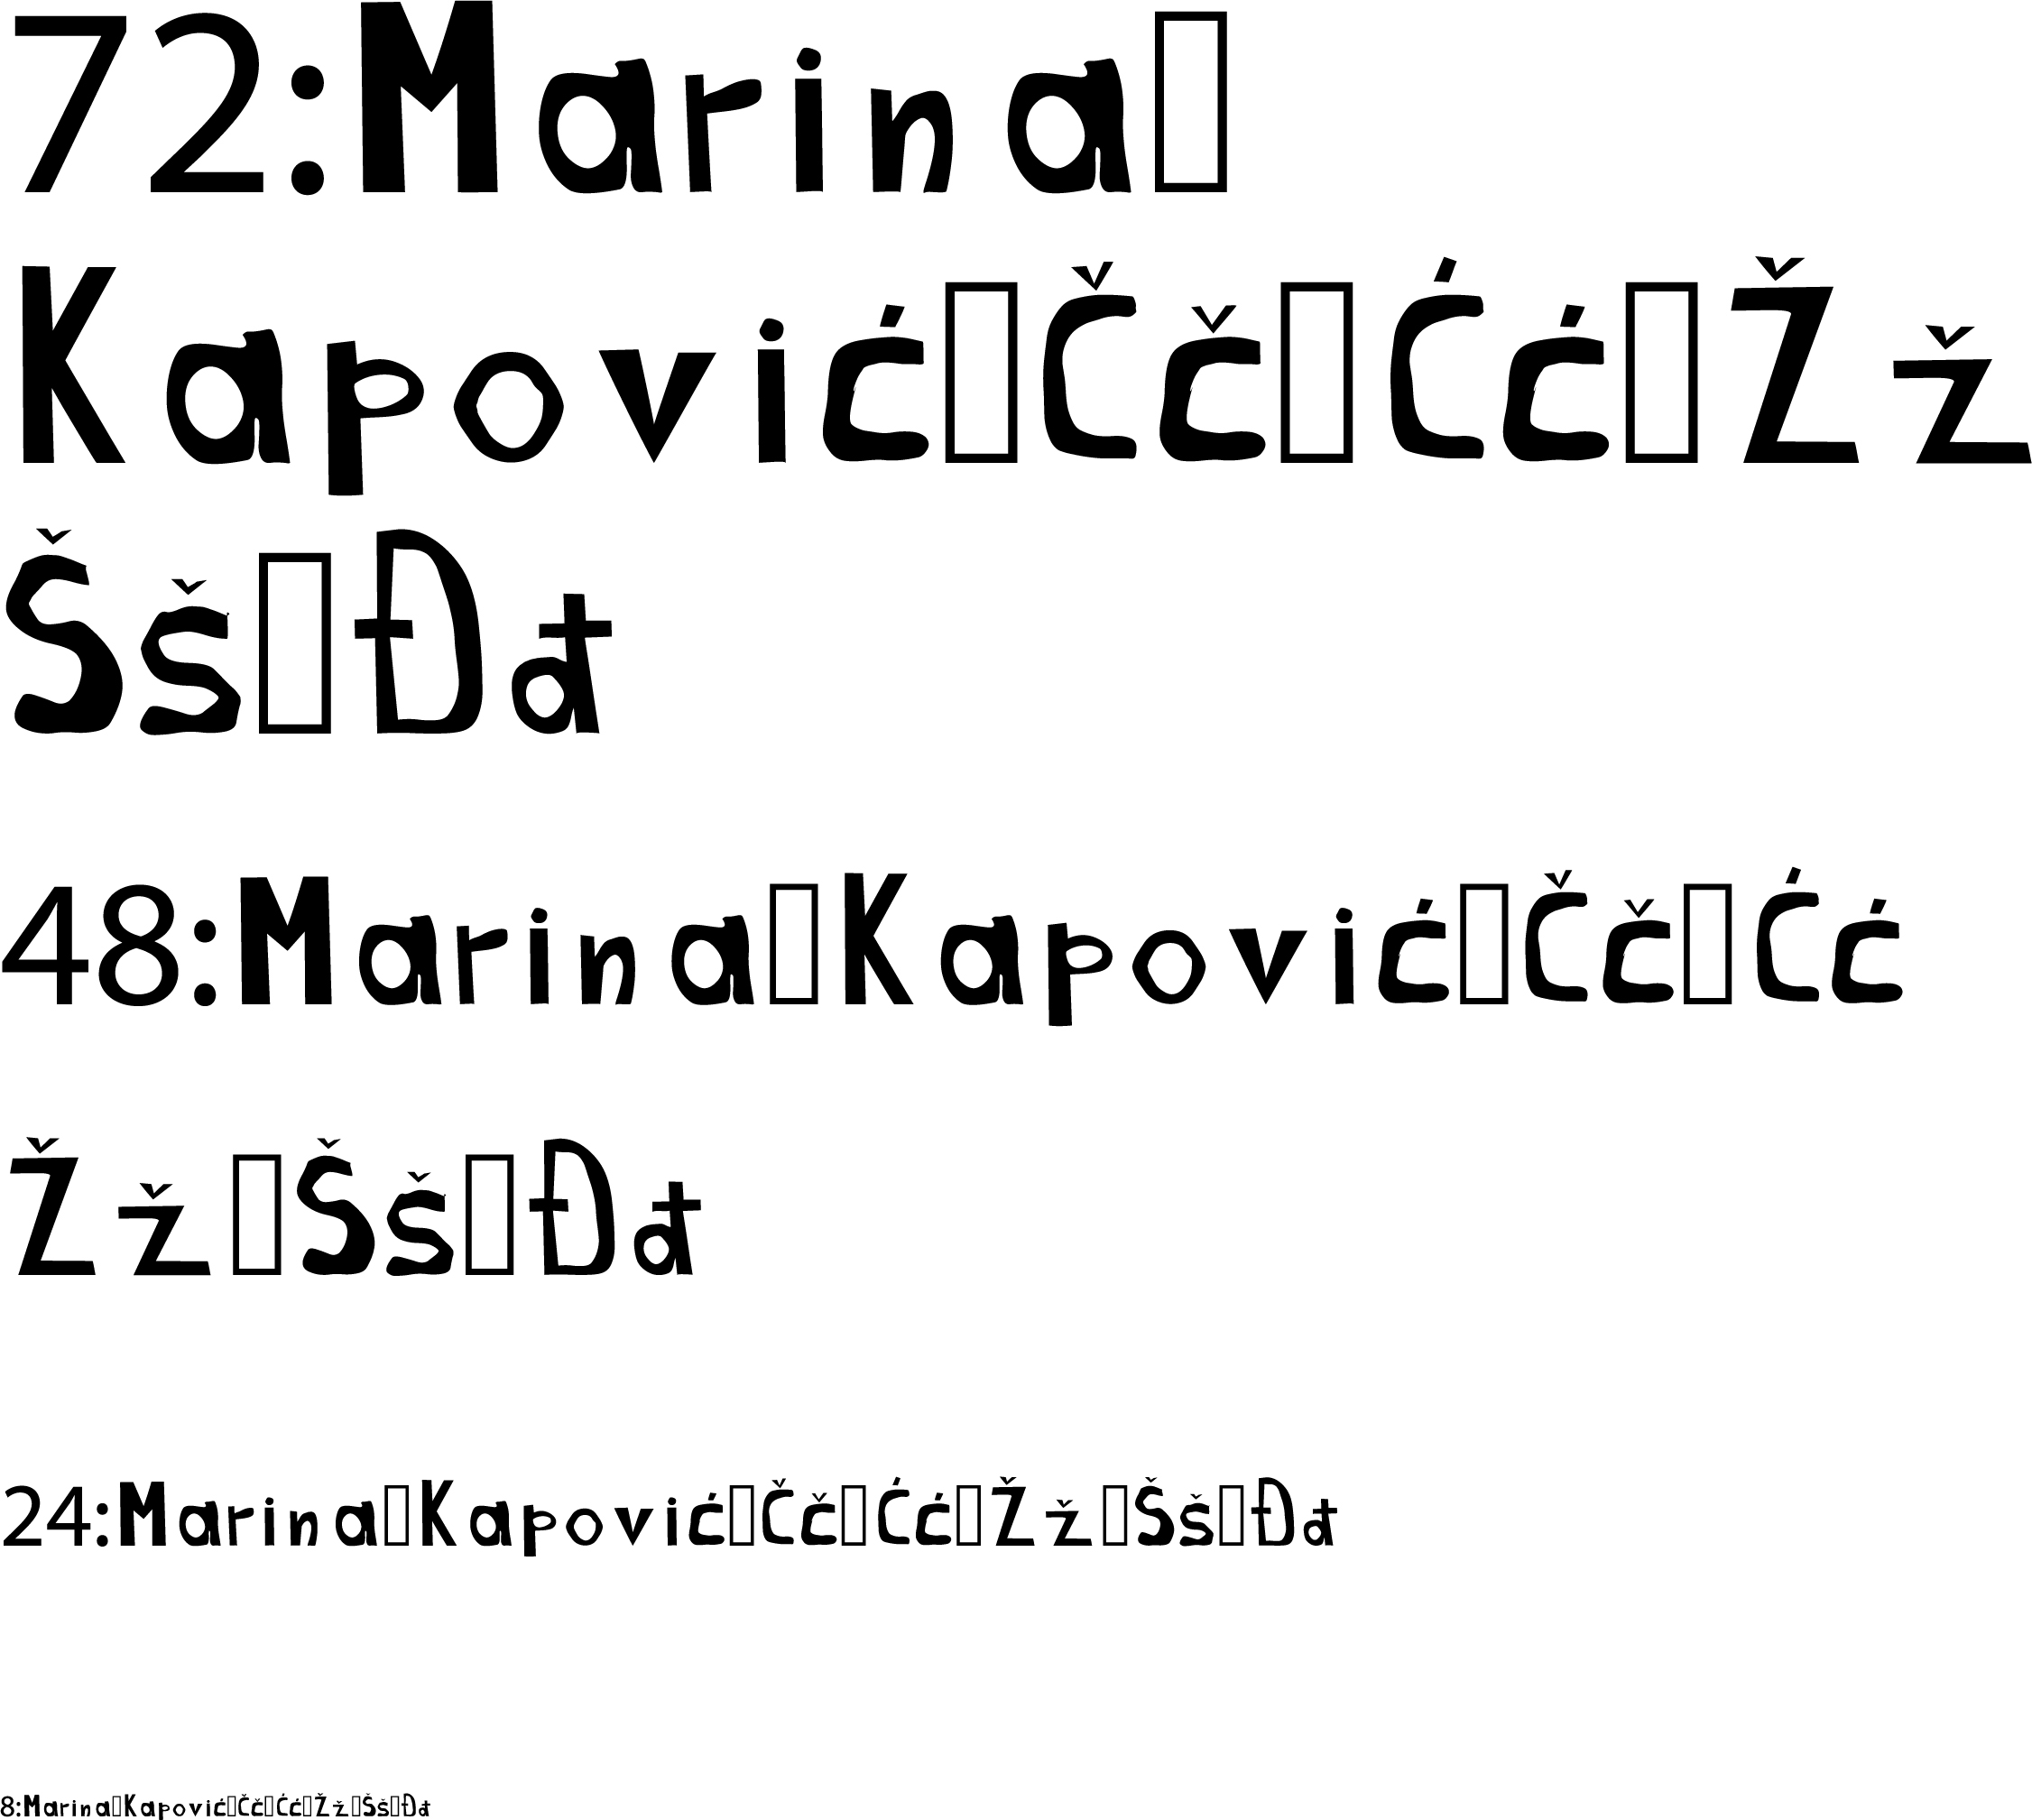 72:Marina▯
Kapović▯Čč▯Ćć▯Žž
Šš▯Đđ
48:Marina▯Kapović▯Čč▯Ćć
Žž▯Šš▯Đđ
24:Marina▯Kapović▯Čč▯Ćć▯Žž▯Šš▯Đđ
8:Marina▯Kapović▯Čč▯Ćć▯Žž▯Šš▯Đđ